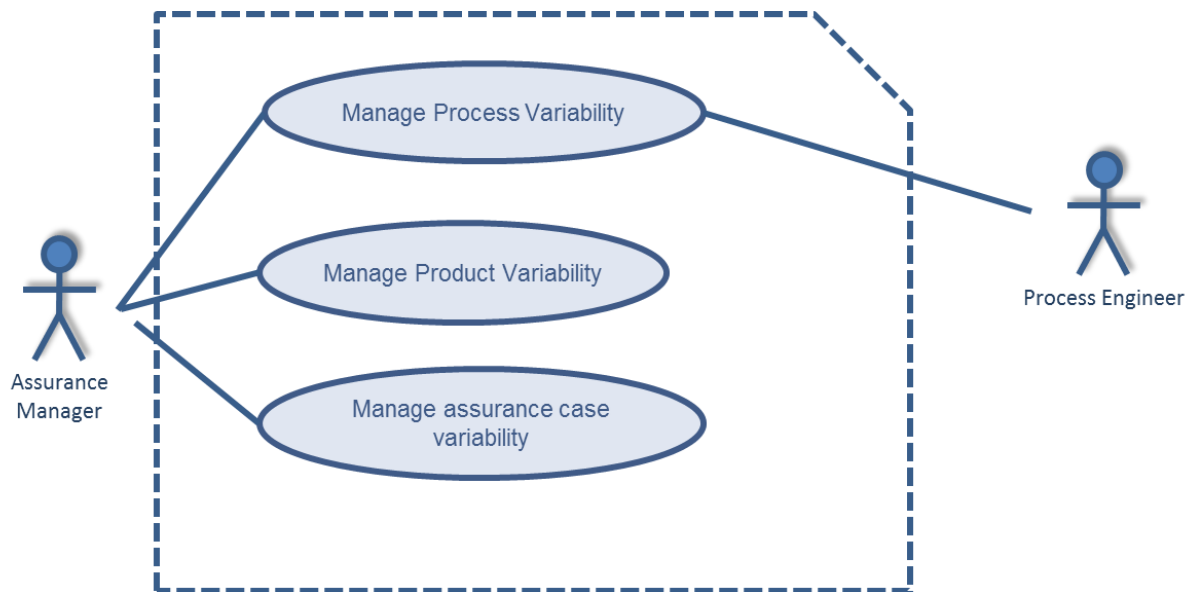 Manage Process Variability
Manage Product Variability
Process Engineer
Assurance
Manager
Manage assurance case
variability